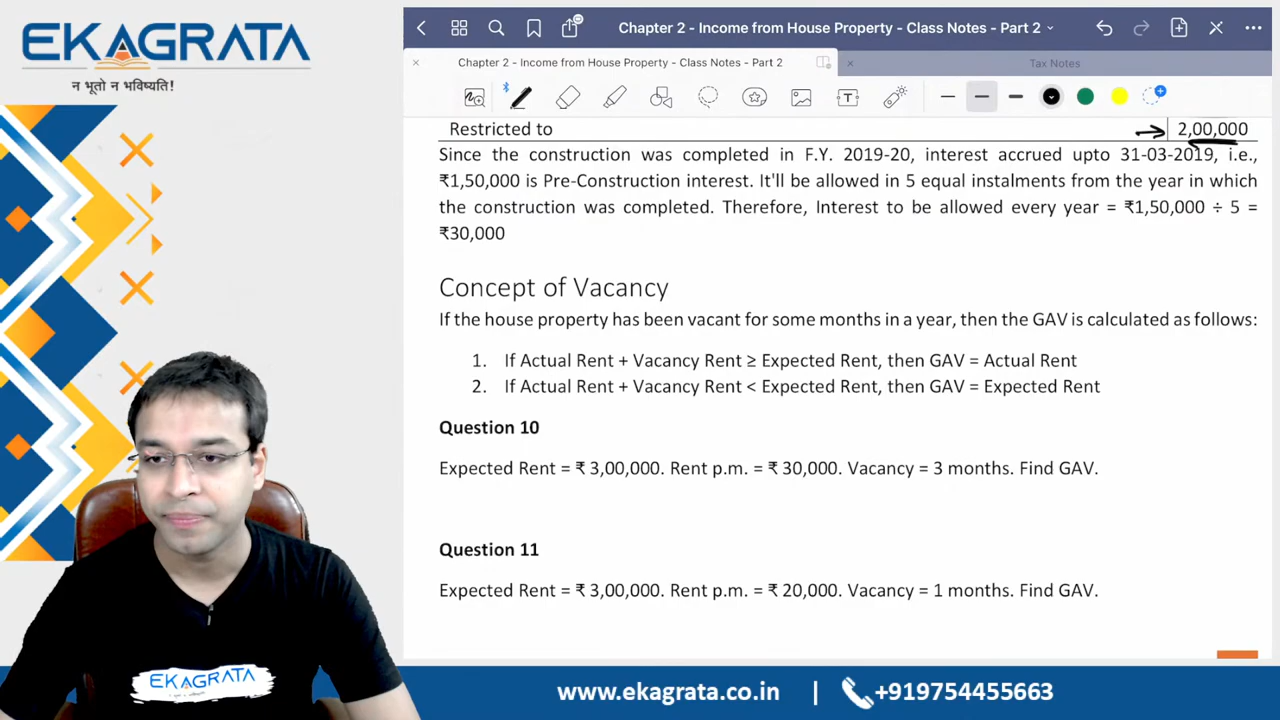 EKAGRATA
न भूतो न भविष्यति!
Chapter 2 - Income from House Property - Class Notes - Part 2
Chapter 2 - Income from House Property - Class Notes - Part 2
Tax Notes
Restricted to 2,00,000
Since the construction was completed in F.Y. 2019-20, interest accrued upto 31-03-2019, i.e.,
₹1,50,000 is Pre-Construction interest. It'll be allowed in 5 equal instalments from the year in which
the construction was completed. Therefore, Interest to be allowed every year = ₹1,50,000 ÷ 5 =
₹30,000
Concept of Vacancy
If the house property has been vacant for some months in a year, then the GAV is calculated as follows:
1. If Actual Rent + Vacancy Rent ≥ Expected Rent, then GAV = Actual Rent
2. If Actual Rent + Vacancy Rent < Expected Rent, then GAV = Expected Rent
Question 10
Expected Rent = ₹ 3,00,000. Rent p.m. = ₹ 30,000. Vacancy = 3 months. Find GAV.
Question 11
Expected Rent = ₹ 3,00,000. Rent p.m. = ₹ 20,000. Vacancy = 1 months. Find GAV.
EKAGRATA
www.ekagrata.co.in | +919754455663